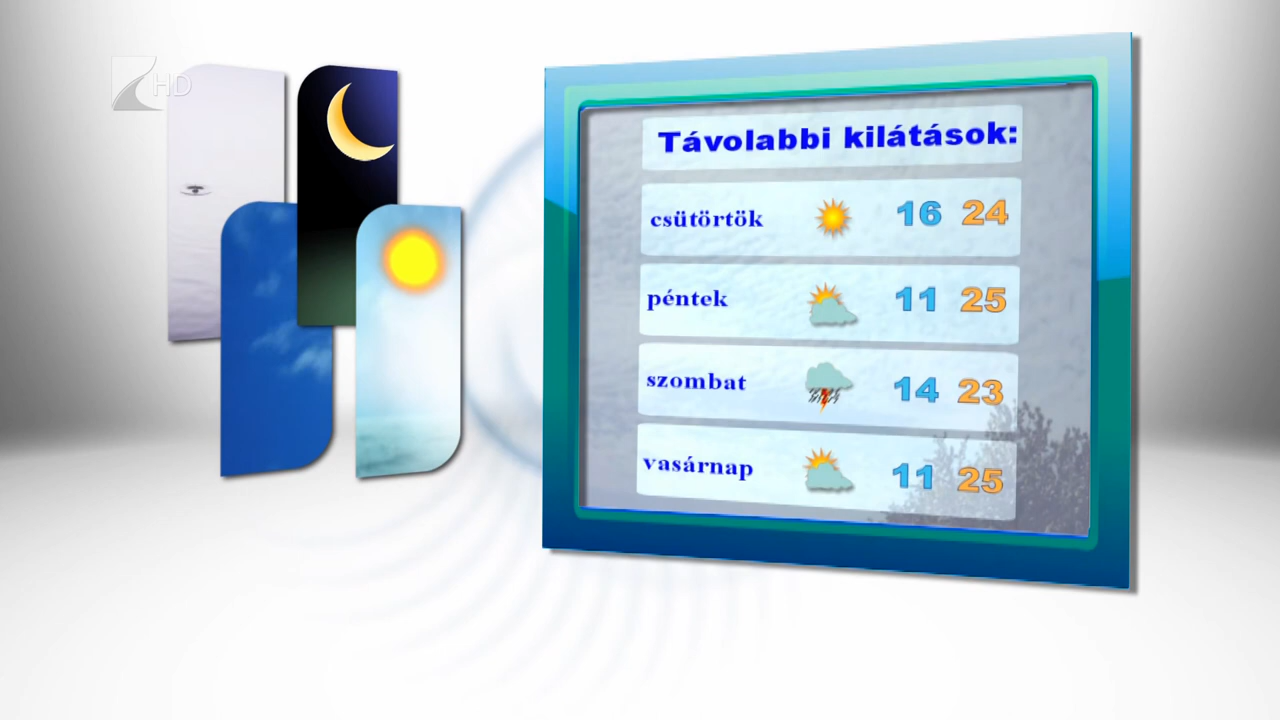 HD
Távolabbi kilátások:
csütörtök 16 24
péntek 11 25
szombat 14 23
vasárnap 11 25